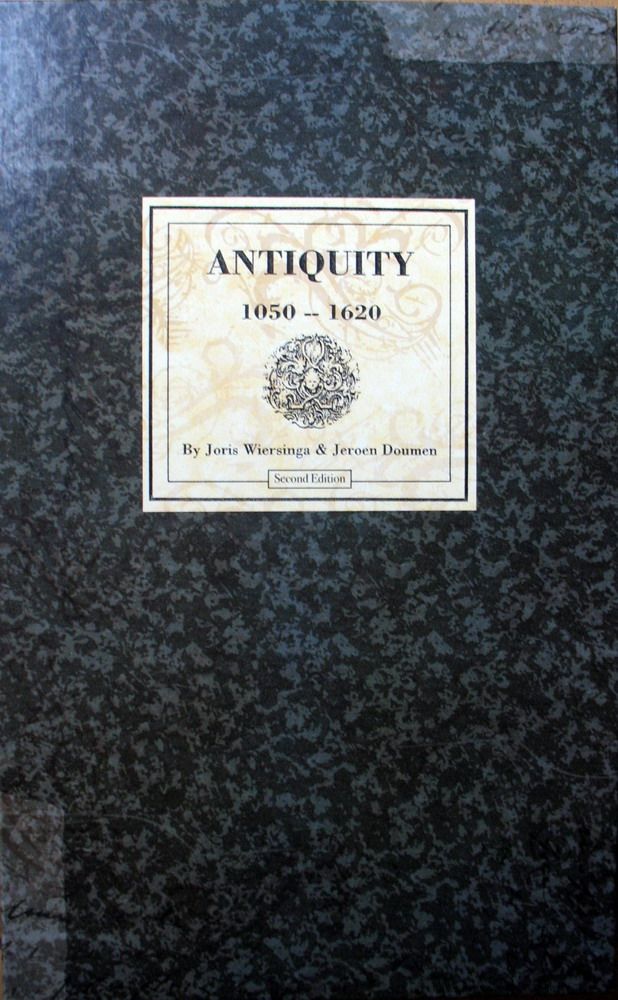 ANTIQUITY
1050 -- 1620
By Joris Wiersinga & Jeroen Doumen
Second Edition